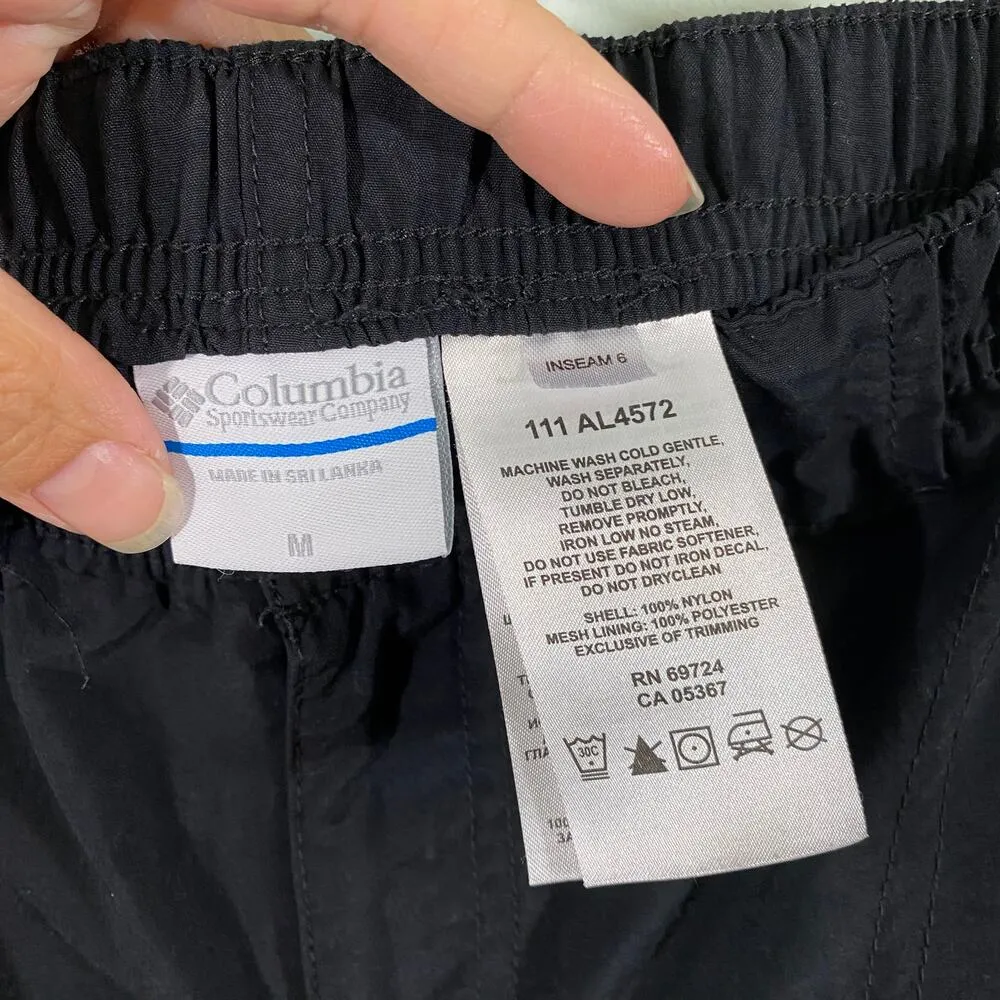 Columbia
Sportswear Company
MADE IN SRI LANKA
M
INSEAM 6
111 AL4572
MACHINE WASH COLD GENTLE,
WASH SEPARATELY,
DO NOT BLEACH,
TUMBLE DRY LOW,
REMOVE PROMPTLY,
IRON LOW NO STEAM,
DO NOT USE FABRIC SOFTENER,
IF PRESENT DO NOT IRON DECAL,
DO NOT DRYCLEAN
SHELL: 100% NYLON
MESH LINING: 100% POLYESTER
EXCLUSIVE OF TRIMMING
RN 69724
CA 05367
30C